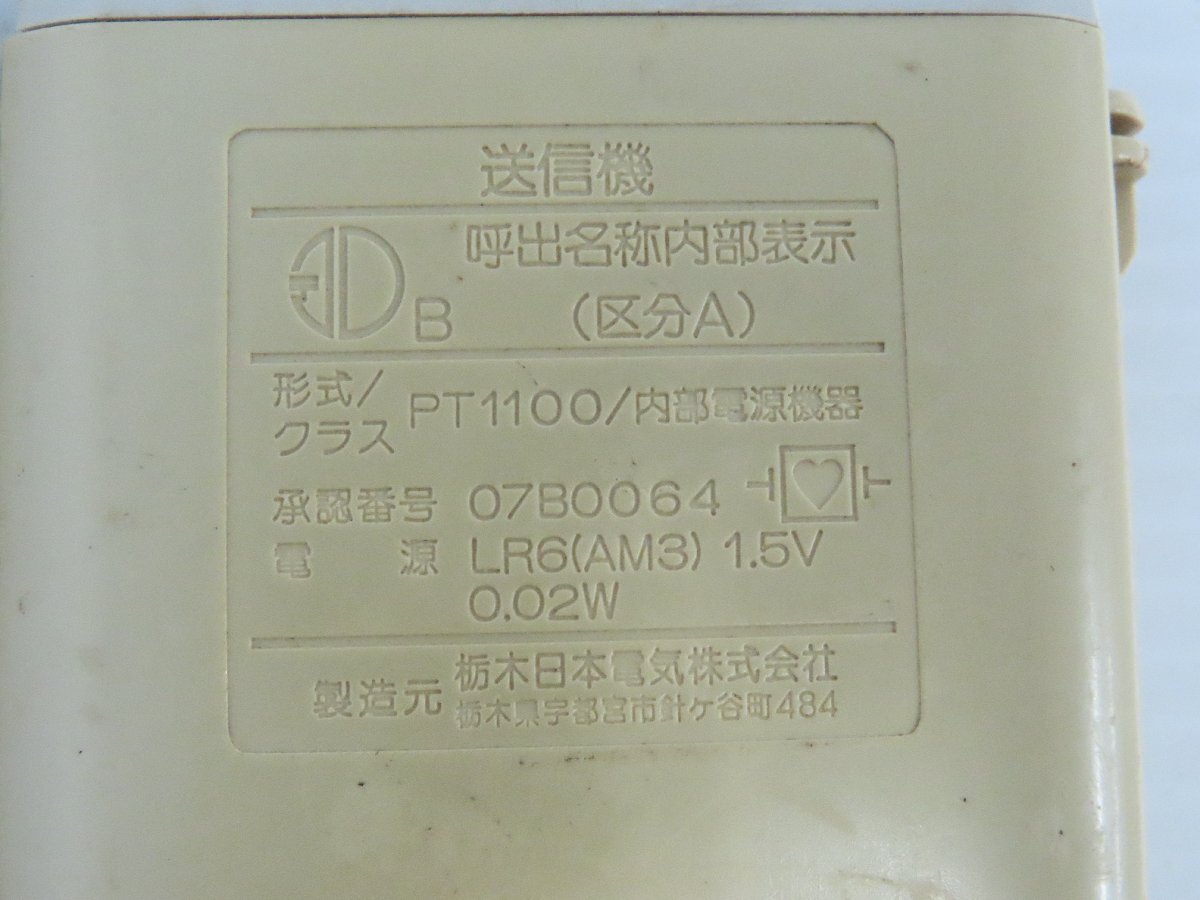 送信機
呼出名称内部表示
B (区分A)
形式/クラス PT1100/内部電源機器
承認番号 07B0064
電源 LR6(AM3) 1.5V
0.02W
製造元 栃木日本電気株式会社
栃木県宇都宮市針ケ谷町484